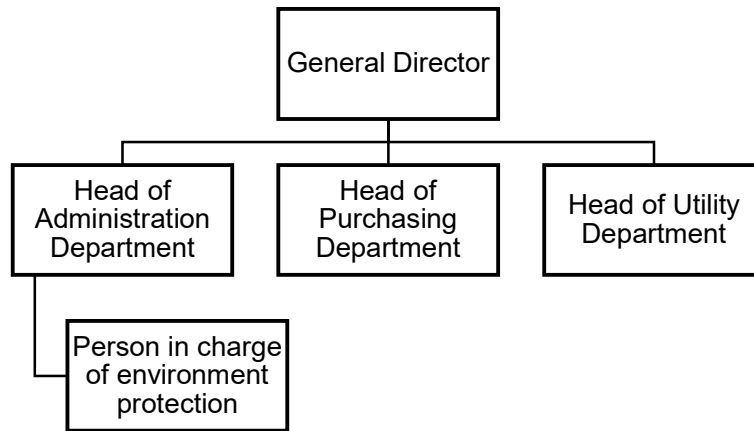 General Director
Head of
Administration
Department
Head of
Purchasing
Department
Head of Utility
Department
Person in charge
of environment
protection